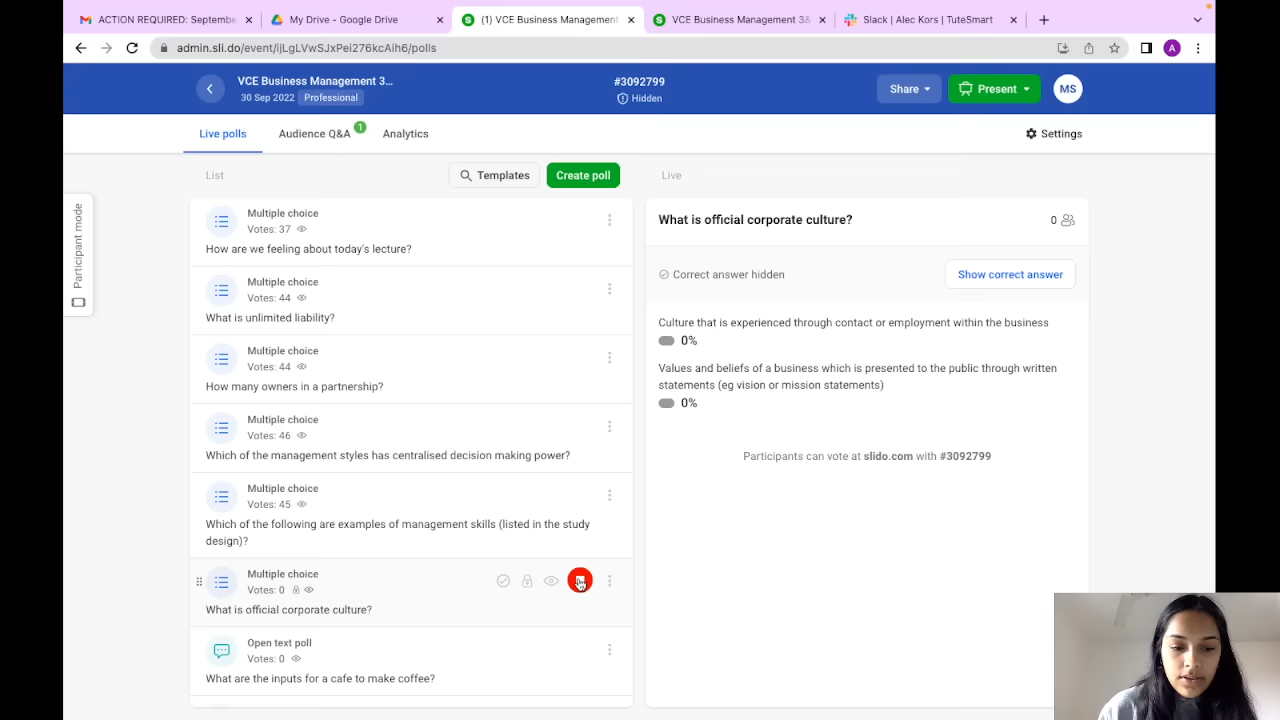 ACTION REQUIRED: Septembe
My Drive - Google Drive
(1) VCE Business Management
VCE Business Management 3&
Slack | Alec Kors | TuteSmart
admin.sli.do/event/ijLgLVwSJxPei276kcAih6/polls
A
VCE Business Management 3...
30 Sep 2022 Professional
#3092799
Hidden
Share
Present
MS
Live polls
Audience Q&A 1
Analytics
Settings
Participant mode
List
Templates
Create poll
Live
Multiple choice
Votes: 37
How are we feeling about today's lecture?
Multiple choice
Votes: 44
What is unlimited liability?
Multiple choice
Votes: 44
How many owners in a partnership?
Multiple choice
Votes: 46
Which of the management styles has centralised decision making power?
Multiple choice
Votes: 45
Which of the following are examples of management skills (listed in the study
design)?
Multiple choice
Votes: 0
What is official corporate culture?
Open text poll
Votes: 0
What are the inputs for a cafe to make coffee?
What is official corporate culture?
0
Correct answer hidden
Show correct answer
Culture that is experienced through contact or employment within the business
0%
Values and beliefs of a business which is presented to the public through written
statements (eg vision or mission statements)
0%
Participants can vote at slido.com with #3092799